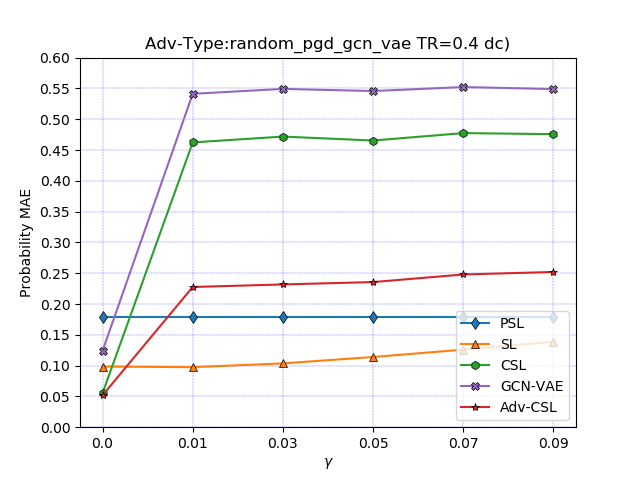 Adv-Type:random_pgd_gcn_vae TR=0.4 dc)
0.60
0.55
0.50
0.45
0.40
0.35
0.30
0.25
0.20
0.15
0.10
0.05
0.00
Probability MAE
PSL
SL
CSL
GCN-VAE
Adv-CSL
0.0 0.01 0.03 0.05 0.07 0.09
γ